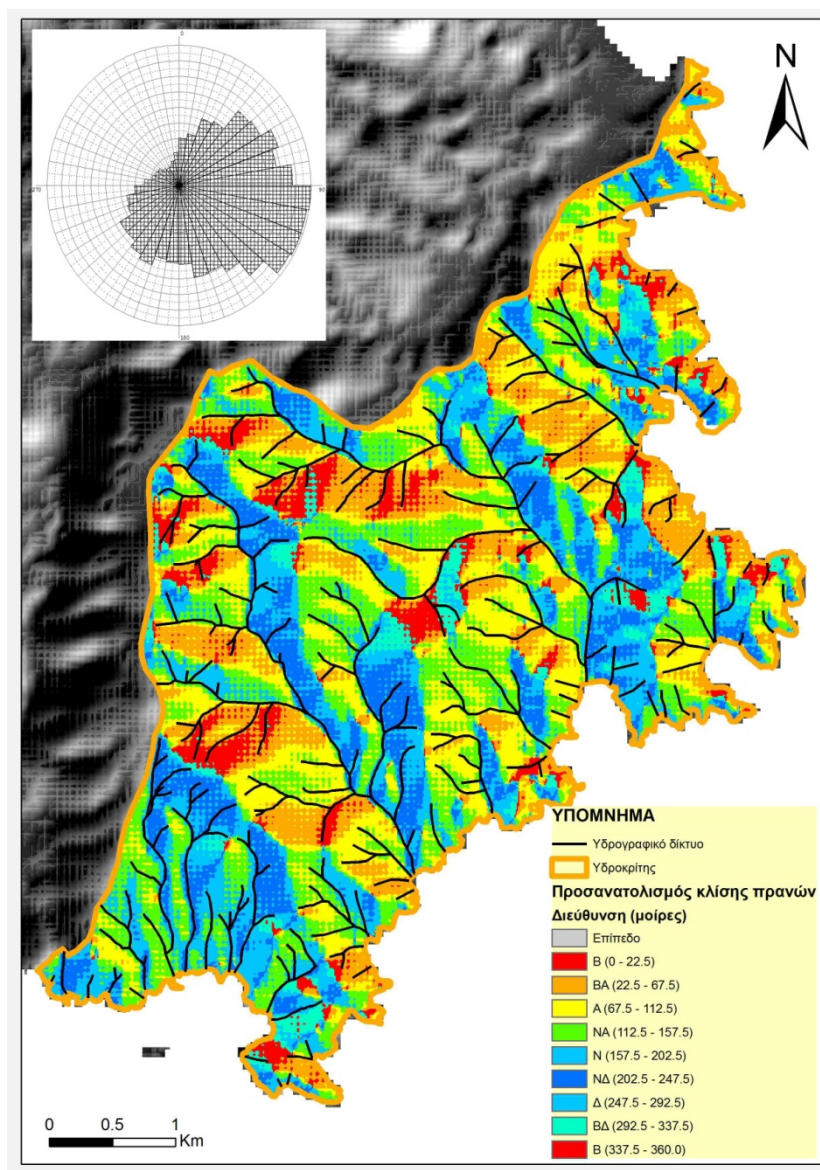 0
270
90
180
N
ΥΠΟΜΝΗΜΑ
Υδρογραφικό δίκτυο
Υδροκρίτης
Προσανατολισμός κλίσης πρανών
Διεύθυνση (μοίρες)
Επίπεδο
Β (0 - 22.5)
ΒΑ (22.5 - 67.5)
Α (67.5 - 112.5)
ΝΑ (112.5 - 157.5)
Ν (157.5 - 202.5)
ΝΔ (202.5 - 247.5)
Δ (247.5 - 292.5)
ΒΔ (292.5 - 337.5)
Β (337.5 - 360.0)
0 0.5 1
Km